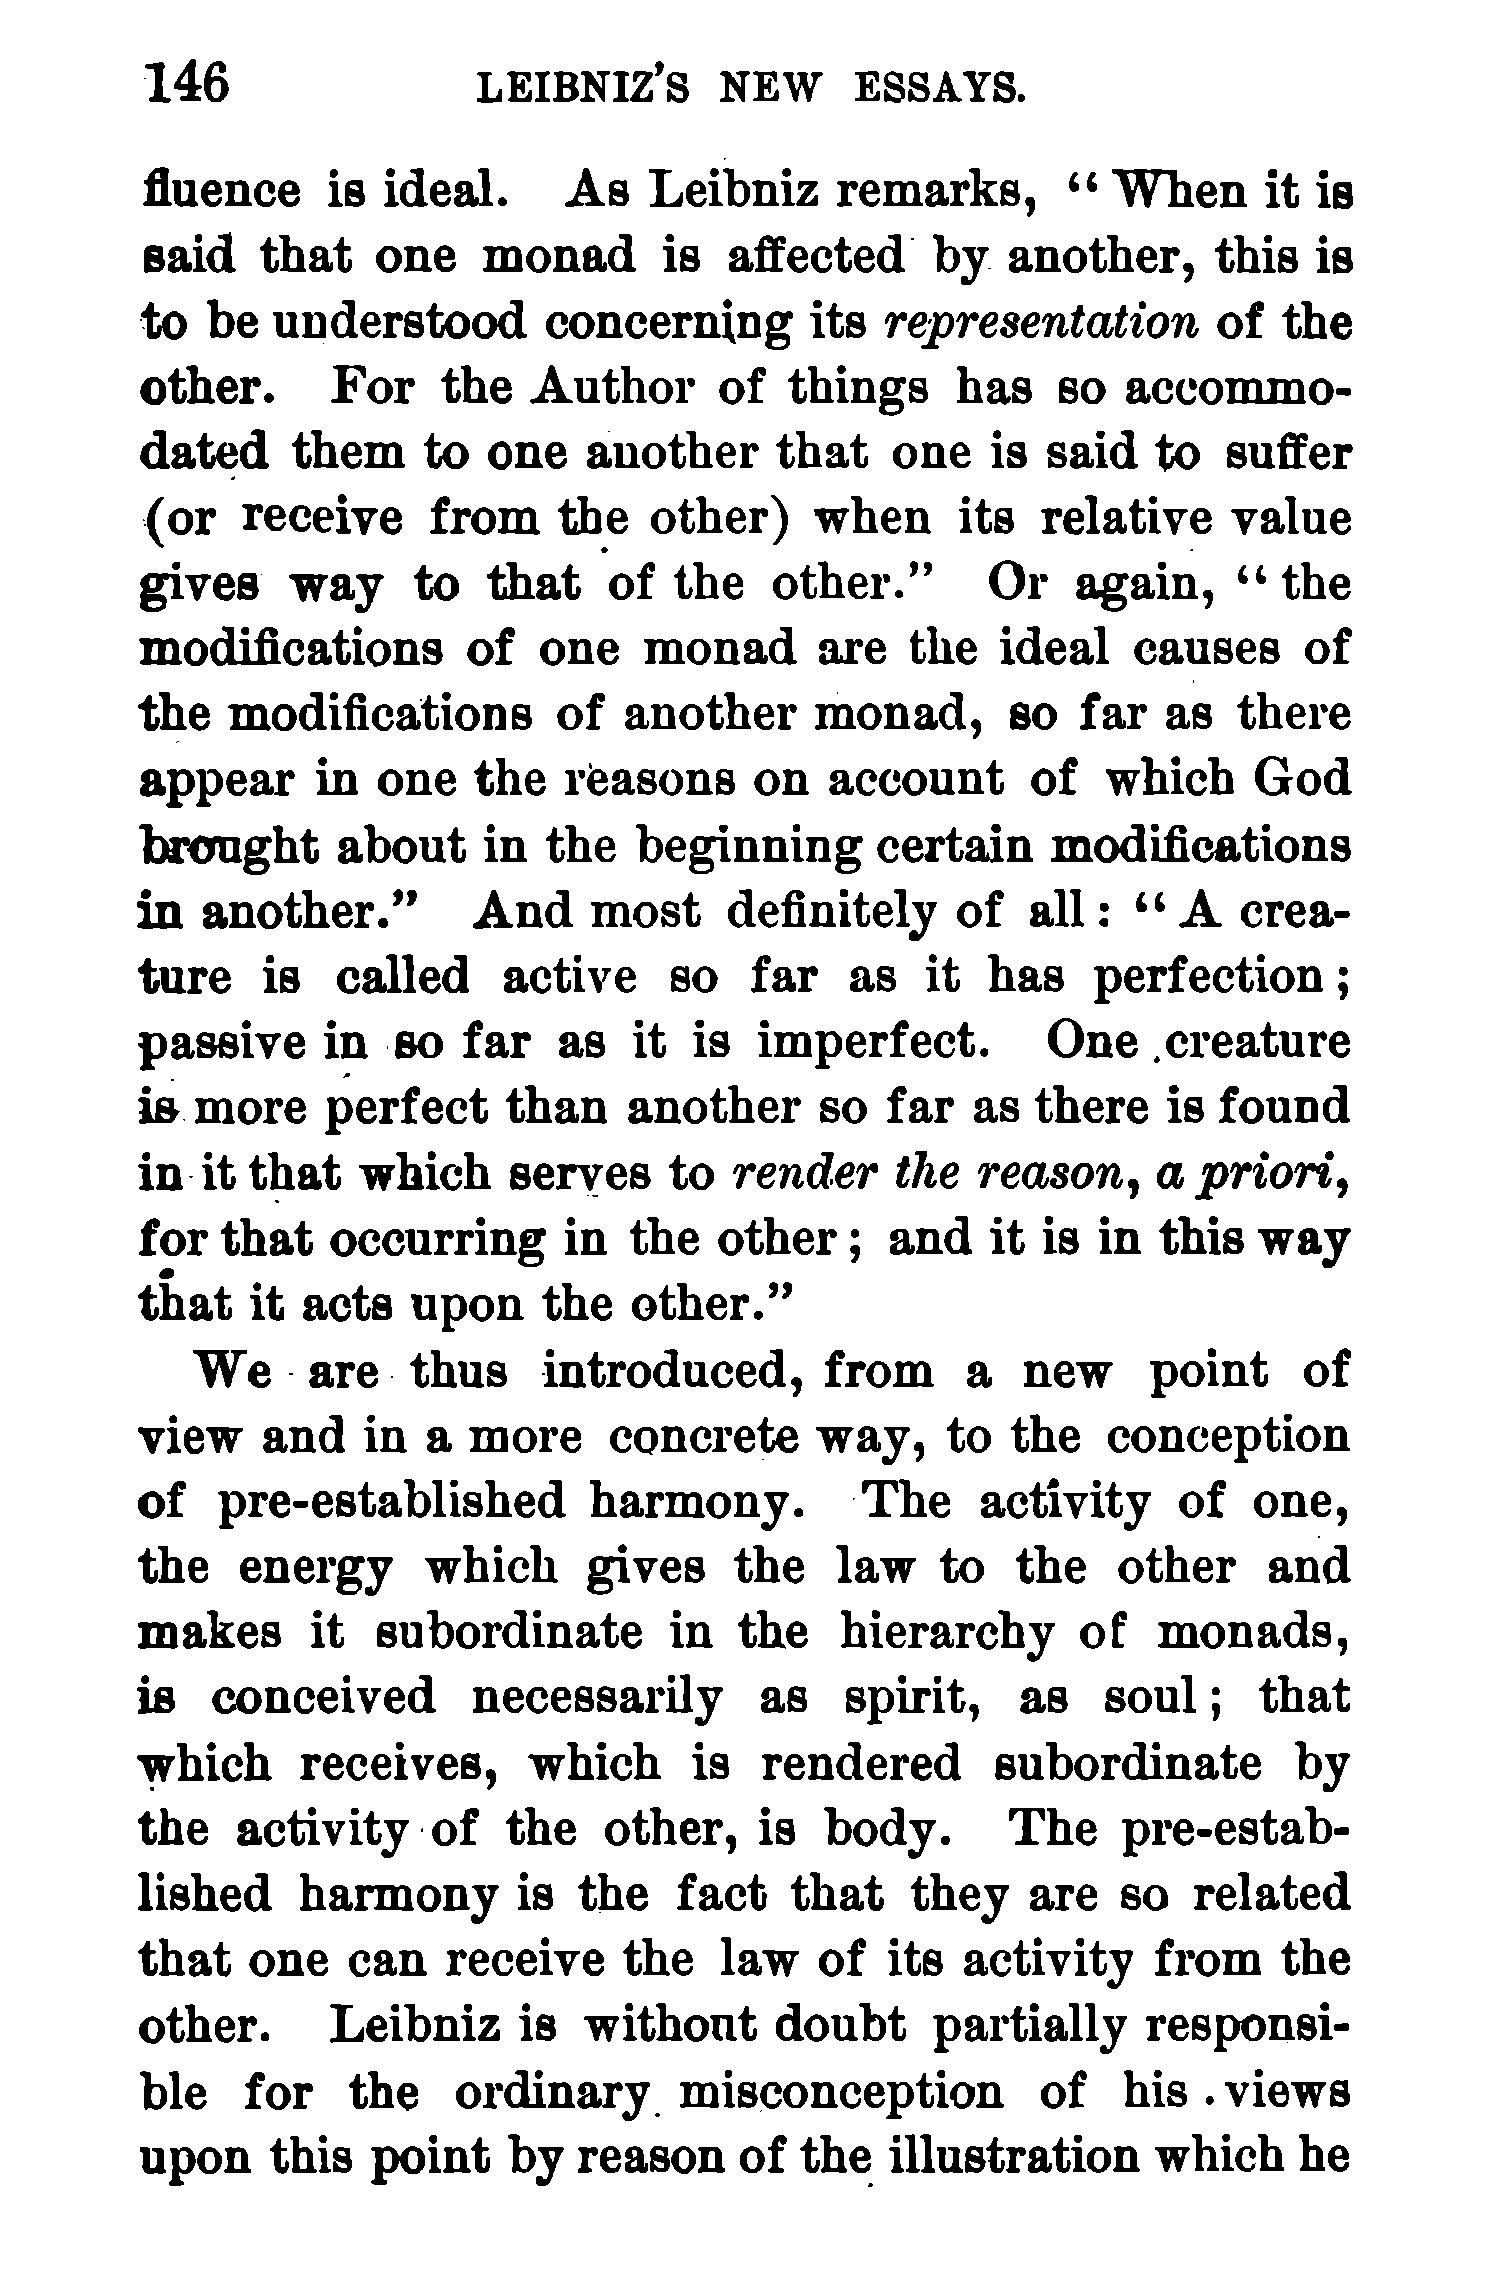 146 LEIBNIZ'S NEW ESSAYS.
fluence is ideal. As Leibniz remarks, "When it is
said that one monad is affected by another, this is
to be understood concerning its representation of the
other. For the Author of things has so accommo-
dated them to one another that one is said to suffer
(or receive from the other) when its relative value
gives way to that of the other." Or again, "the
modifications of one monad are the ideal causes of
the modifications of another monad, so far as there
appear in one the reasons on account of which God
brought about in the beginning certain modifications
in another." And most definitely of all: "A crea-
ture is called active so far as it has perfection;
passive in so far as it is imperfect. One creature
is more perfect than another so far as there is found
in it that which serves to render the reason, a priori,
for that occurring in the other; and it is in this way
that it acts upon the other."
We are thus introduced, from a new point of
view and in a more concrete way, to the conception
of pre-established harmony. The activity of one,
the energy which gives the law to the other and
makes it subordinate in the hierarchy of monads,
is conceived necessarily as spirit, as soul; that
which receives, which is rendered subordinate by
the activity of the other, is body. The pre-estab-
lished harmony is the fact that they are so related
that one can receive the law of its activity from the
other. Leibniz is without doubt partially responsi-
ble for the ordinary misconception of his views
upon this point by reason of the illustration which he